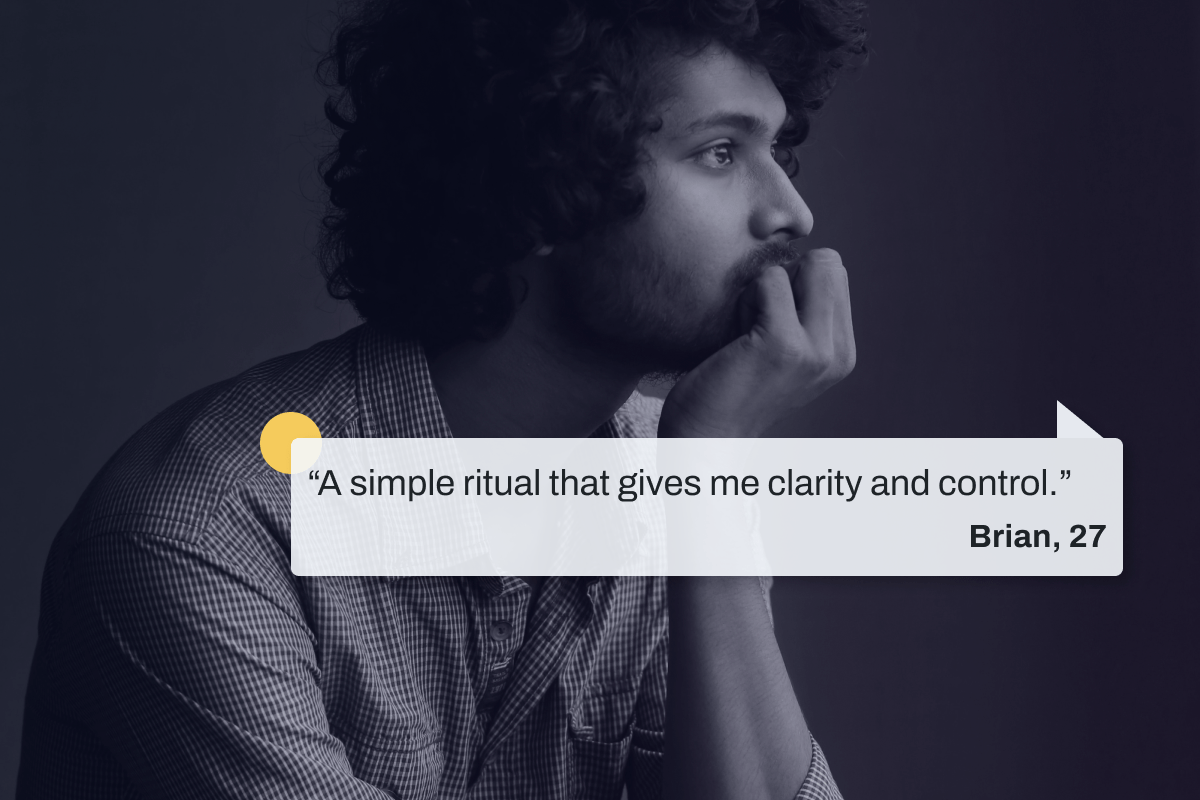 “A simple ritual that gives me clarity and control.”
Brian, 27